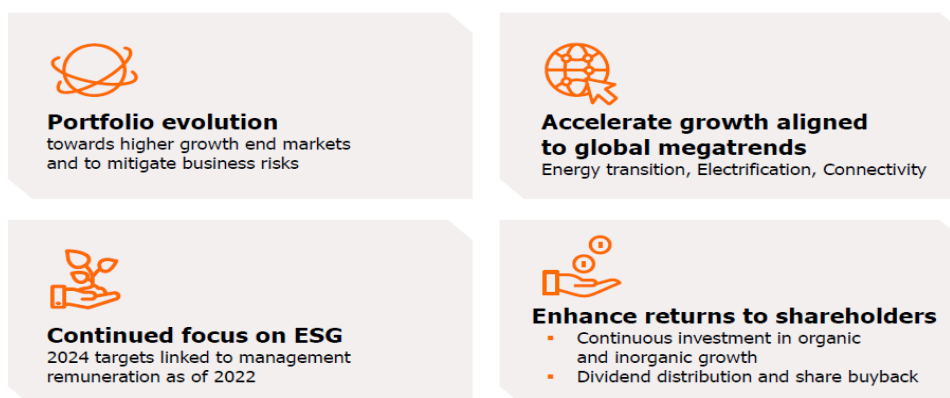 Portfolio evolution
towards higher growth end markets
and to mitigate business risks
Accelerate growth aligned
to global megatrends
Energy transition, Electrification, Connectivity
Continued focus on ESG
2024 targets linked to management
remuneration as of 2022
Enhance returns to shareholders
▪ Continuous investment in organic
and inorganic growth
▪ Dividend distribution and share buyback